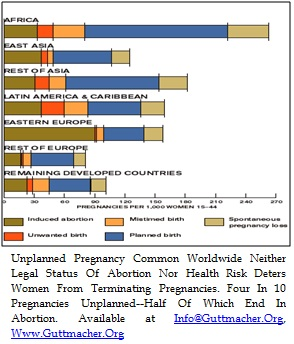 AFRICA
EAST ASIA
REST OF ASIA
LATIN AMERICA & CARIBBEAN
EASTERN EUROPE
REST OF EUROPE
REMAINING DEVELOPED COUNTRIES
0 30 60 90 120 150 180 210 240 270
PREGNANCIES PER 1,000 WOMEN 15–44
Induced abortion
Mistimed birth
Spontaneous pregnancy loss
Unwanted birth
Planned birth
Unplanned Pregnancy Common Worldwide Neither
Legal Status Of Abortion Nor Health Risk Deters
Women From Terminating Pregnancies. Four In 10
Pregnancies Unplanned--Half Of Which End In
Abortion. Available at Info@Guttmacher.Org,
Www.Guttmacher.Org